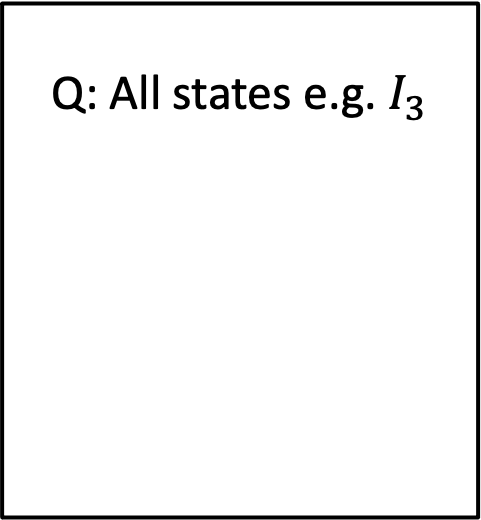 Q: All states e.g. I₃